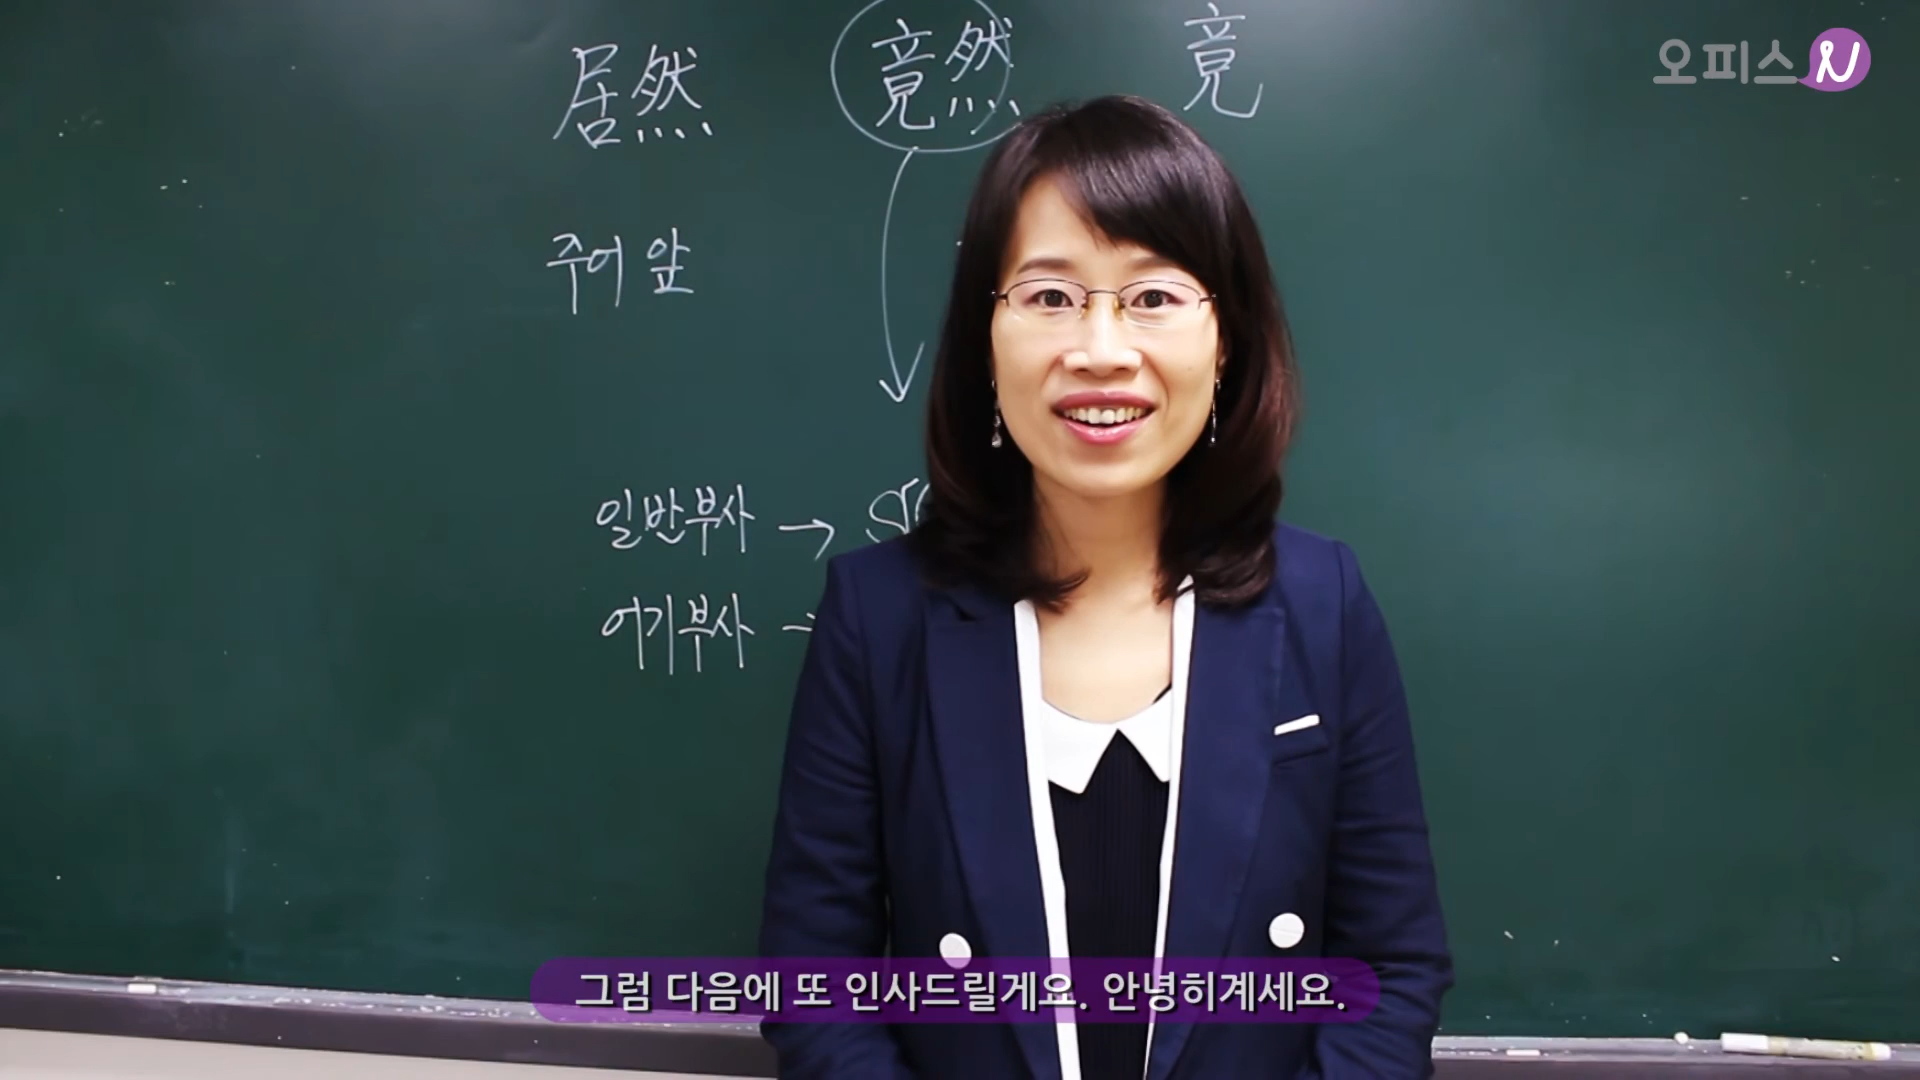 居然 竟然 竟
오피스N
주어 앞
일반부사 →
어기부사 →
그럼 다음에 또 인사드릴게요. 안녕히계세요.